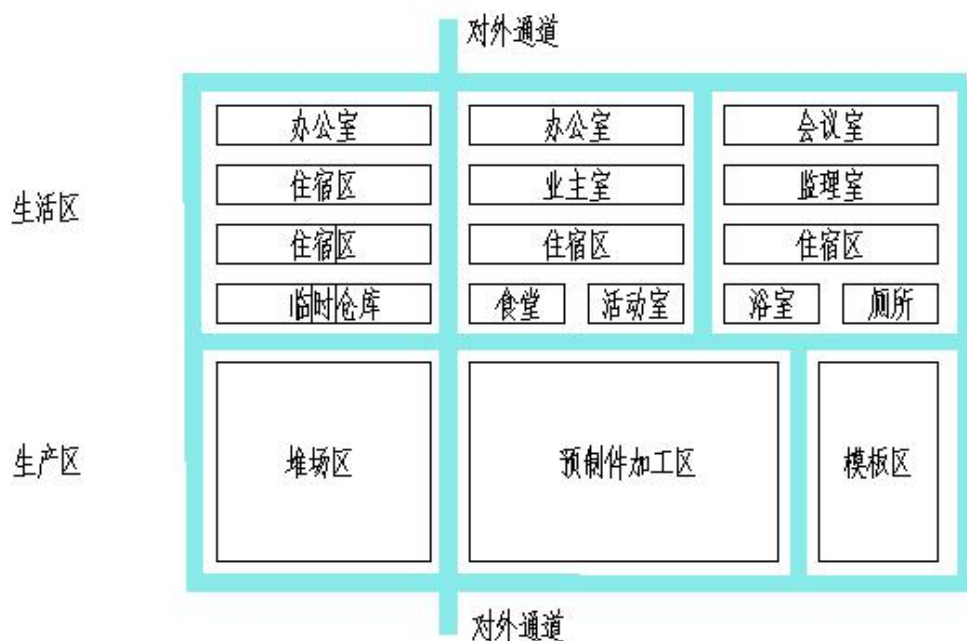 对外通道
办公室 办公室 会议室
生活区 住宿区 业主室 监理室
住宿区 住宿区 住宿区
临时仓库 食堂 活动室 浴室 厕所
生产区 堆场区 预制件加工区 模板区
对外通道